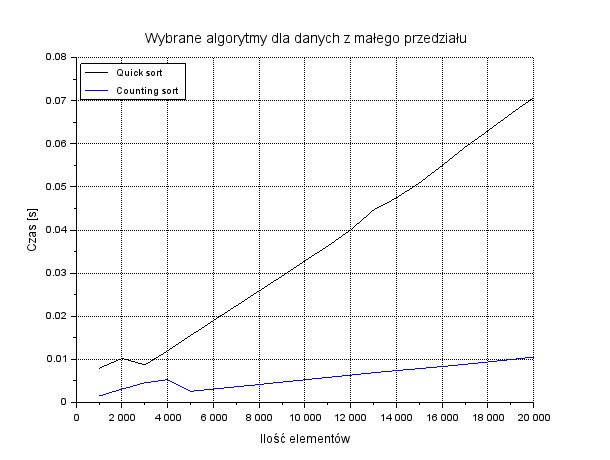 Wybrane algorytmy dla danych z małego przedziału
0.08
Quick sort
Counting sort
0.07
0.06
0.05
0.04
0.03
0.02
0.01
0
Czas [s]
0 2 000 4 000 6 000 8 000 10 000 12 000 14 000 16 000 18 000 20 000
Ilość elementów